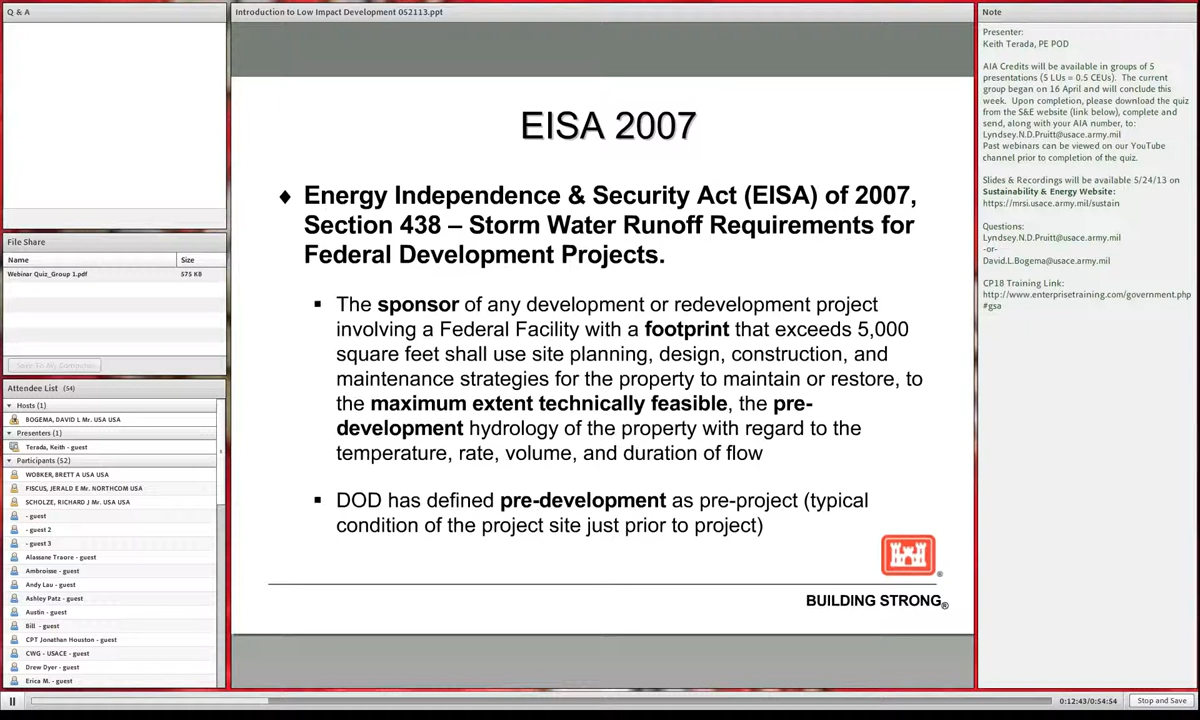 Q & A
Introduction to Low Impact Development 052113.ppt
Note
Presenter:
Keith Terada, PE POD
AIA Credits will be available in groups of 5
presentations (5 LUs = 0.5 CEUs).  The current
group began on 16 April and will conclude this
week.  Upon completion, please download the quiz
from the S&E website (link below), complete and
send, along with your AIA number, to:
Lyndsey.N.D.Pruitt@usace.army.mil
Past webinars can be viewed on our YouTube
channel prior to completion of the quiz.
Slides & Recordings will be available 5/24/13 on
Sustainability & Energy Website:
https://mrsi.usace.army.mil/sustain
Questions:
Lyndsey.N.D.Pruitt@usace.army.mil
-or-
David.L.Bogema@usace.army.mil
CP18 Training Link:
http://www.enterprisetraining.com/government.php
#gsa
EISA 2007
♦ Energy Independence & Security Act (EISA) of 2007,
Section 438 – Storm Water Runoff Requirements for
Federal Development Projects.
▪ The sponsor of any development or redevelopment project
involving a Federal Facility with a footprint that exceeds 5,000
square feet shall use site planning, design, construction, and
maintenance strategies for the property to maintain or restore, to
the maximum extent technically feasible, the pre-
development hydrology of the property with regard to the
temperature, rate, volume, and duration of flow
▪ DOD has defined pre-development as pre-project (typical
condition of the project site just prior to project)
®
BUILDING STRONG®
File Share
Name Size
Webinar Quiz_Group 1.pdf 575 KB
Save To My Computer
Attendee List (54)
Hosts (1)
BOGEMA, DAVID L Mr. USA USA
Presenters (1)
Terada, Keith - guest
Participants (52)
WOBKER, BRETT A USA USA
FISCUS, JERALD E Mr. NORTHCOM USA
SCHOLZE, RICHARD J Mr. USA USA
- guest
- guest 2
- guest 3
Alassane Traore - guest
Ambroisse - guest
Andy Lau - guest
Ashley Patz - guest
Austin - guest
Bill  - guest
CPT Jonathan Houston - guest
CWG - USACE - guest
Drew Dyer - guest
Erica M. - guest
0:12:43/0:54:54
Stop and Save